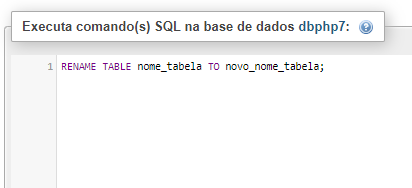 Executa comando(s) SQL na base de dados dbphp7:
1 RENAME TABLE nome_tabela TO novo_nome_tabela;